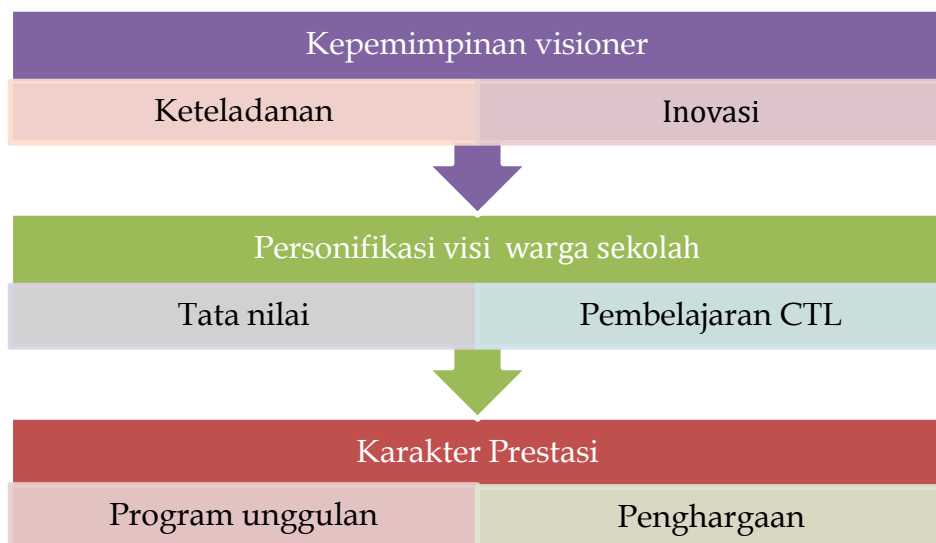 Kepemimpinan visioner
Keteladanan
Inovasi
Personifikasi visi warga sekolah
Tata nilai
Pembelajaran CTL
Karakter Prestasi
Program unggulan
Penghargaan